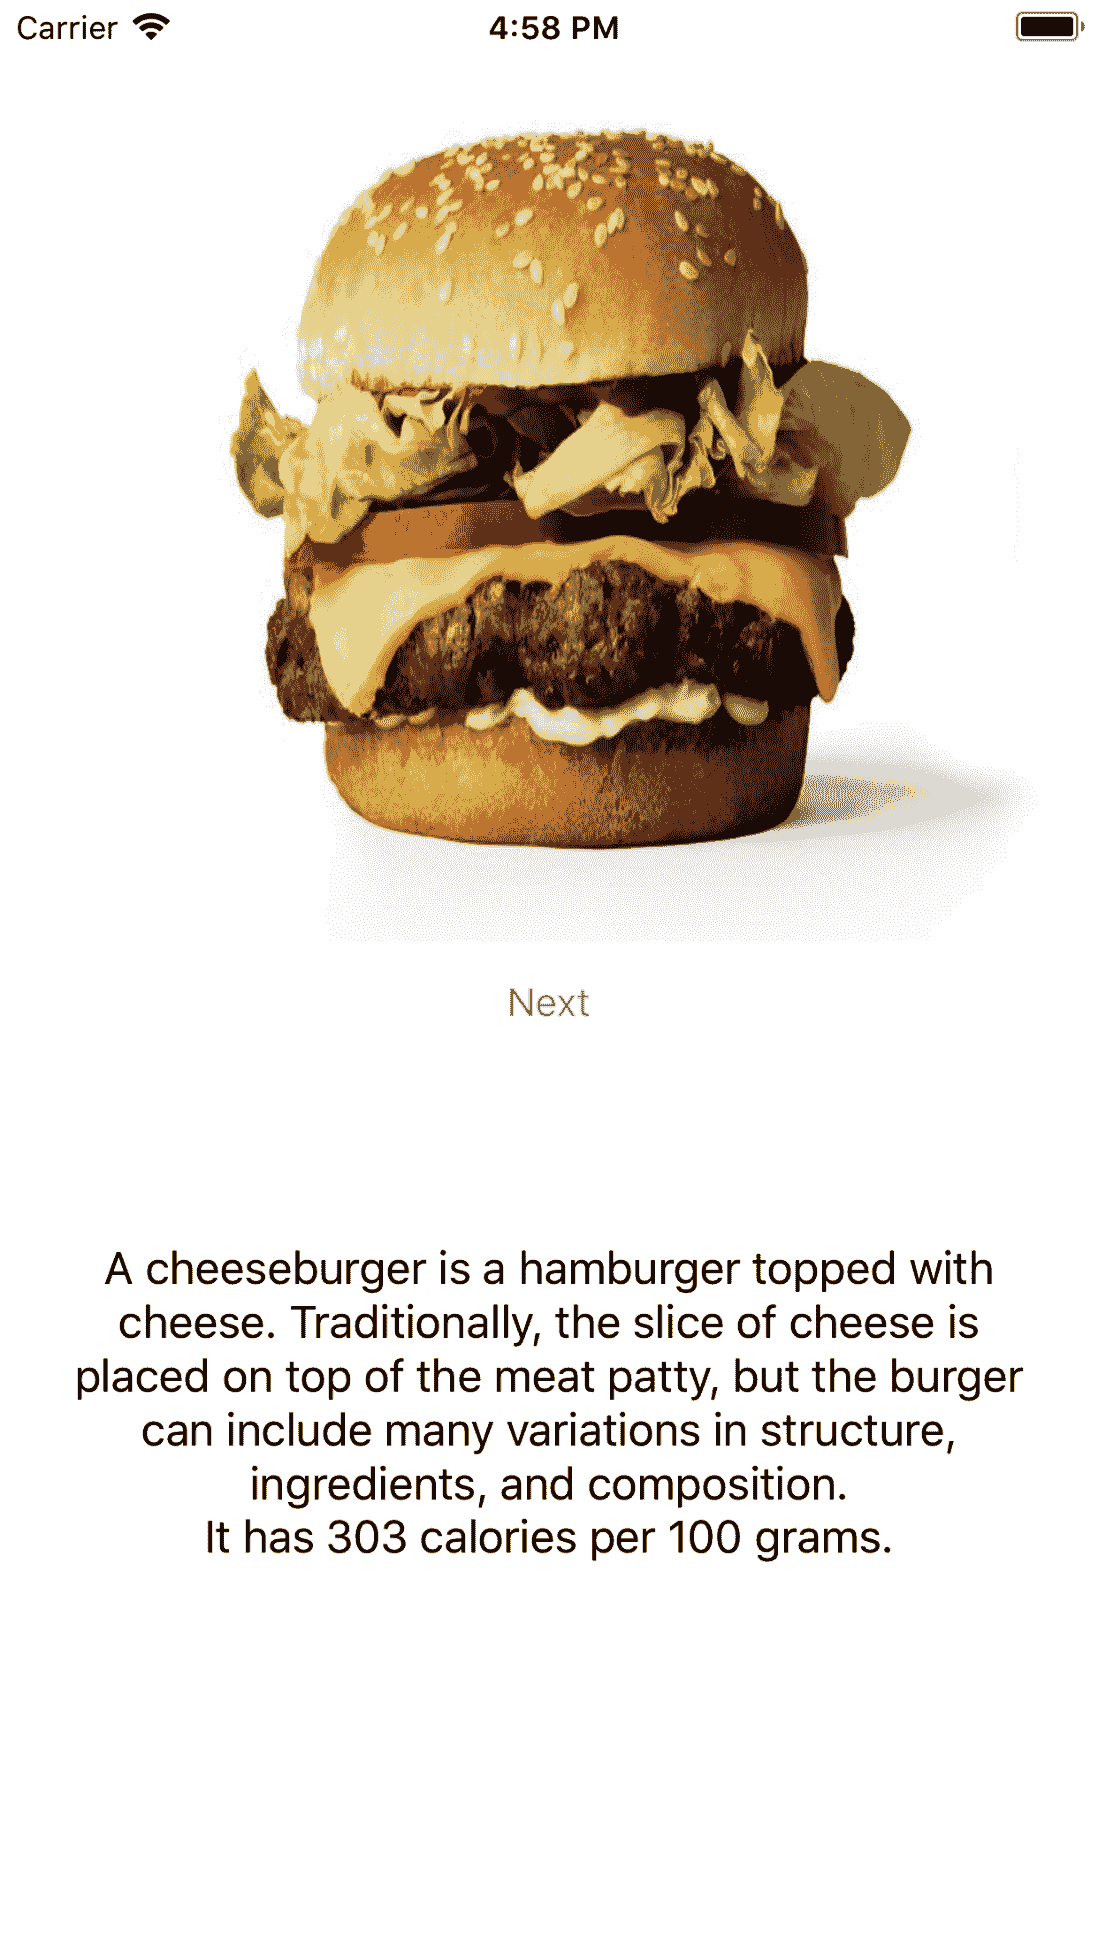 Carrier 4:58 PM
Next
A cheeseburger is a hamburger topped with
cheese. Traditionally, the slice of cheese is
placed on top of the meat patty, but the burger
can include many variations in structure,
ingredients, and composition.
It has 303 calories per 100 grams.